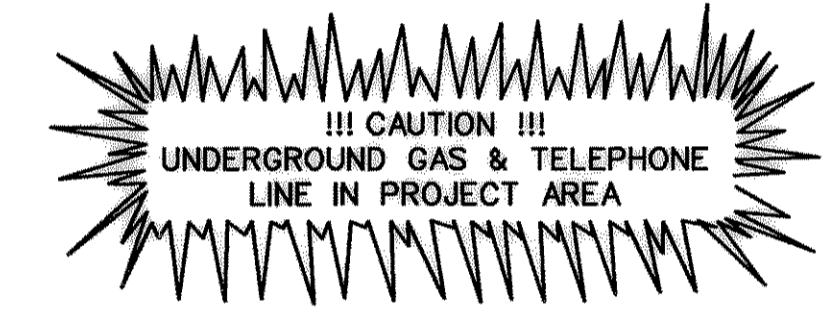 !!! CAUTION !!!
UNDERGROUND GAS & TELEPHONE
LINE IN PROJECT AREA